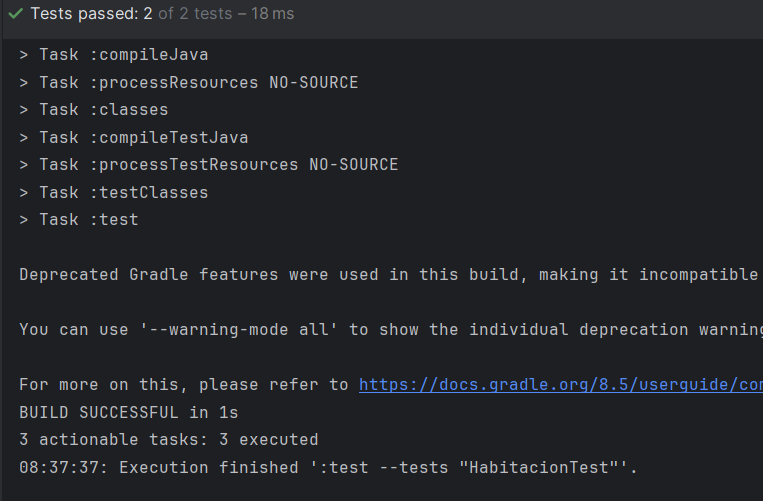 Tests passed: 2 of 2 tests – 18 ms
> Task :compileJava
> Task :processResources NO-SOURCE
> Task :classes
> Task :compileTestJava
> Task :processTestResources NO-SOURCE
> Task :testClasses
> Task :test
Deprecated Gradle features were used in this build, making it incompatible
You can use '--warning-mode all' to show the individual deprecation warning
For more on this, please refer to https://docs.gradle.org/8.5/userguide/co
BUILD SUCCESSFUL in 1s
3 actionable tasks: 3 executed
08:37:37: Execution finished ':test --tests "HabitacionTest"'.